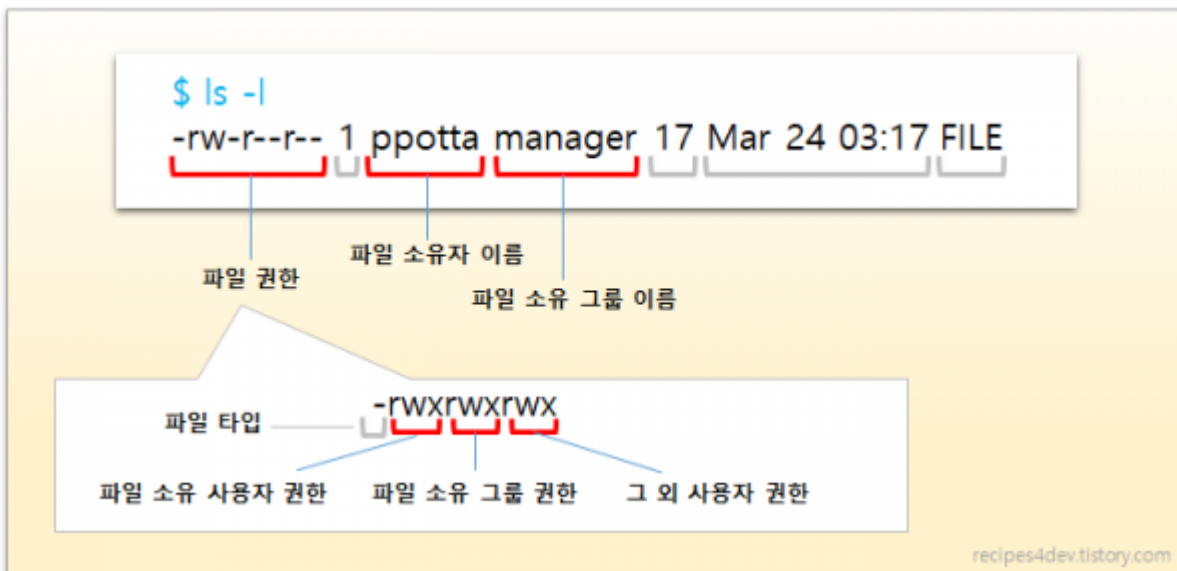 $ ls -l
-rw-r--r-- 1 ppotta manager 17 Mar 24 03:17 FILE
파일 소유자 이름
파일 권한
파일 소유 그룹 이름
-rwxrwxrwx
파일 타입
파일 소유 사용자 권한 파일 소유 그룹 권한 그 외 사용자 권한
recipes4dev.tistory.com